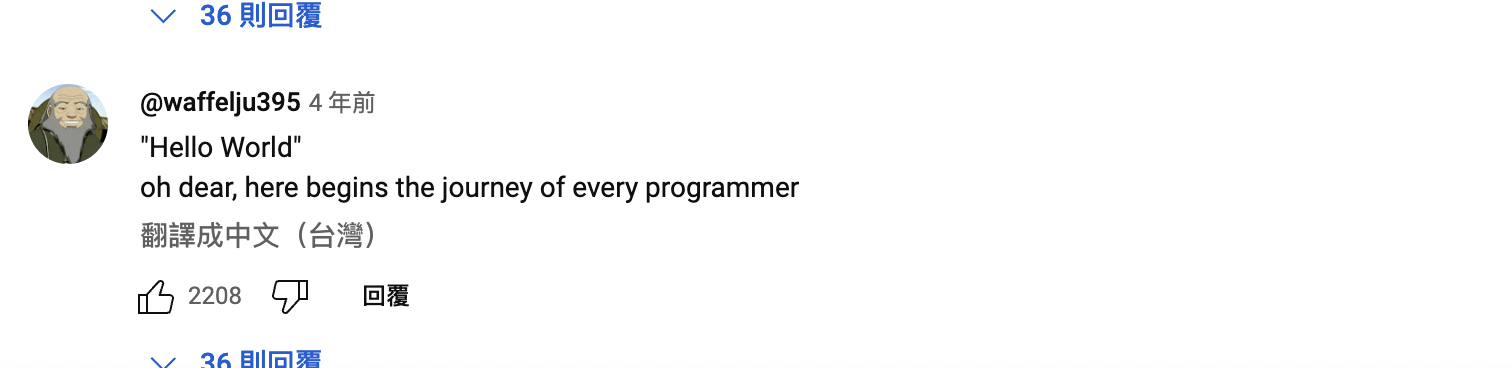 36 則回覆
@waffelju395 4 年前
"Hello World"
oh dear, here begins the journey of every programmer
翻譯成中文（台灣）
2208 回覆
36 則回覆